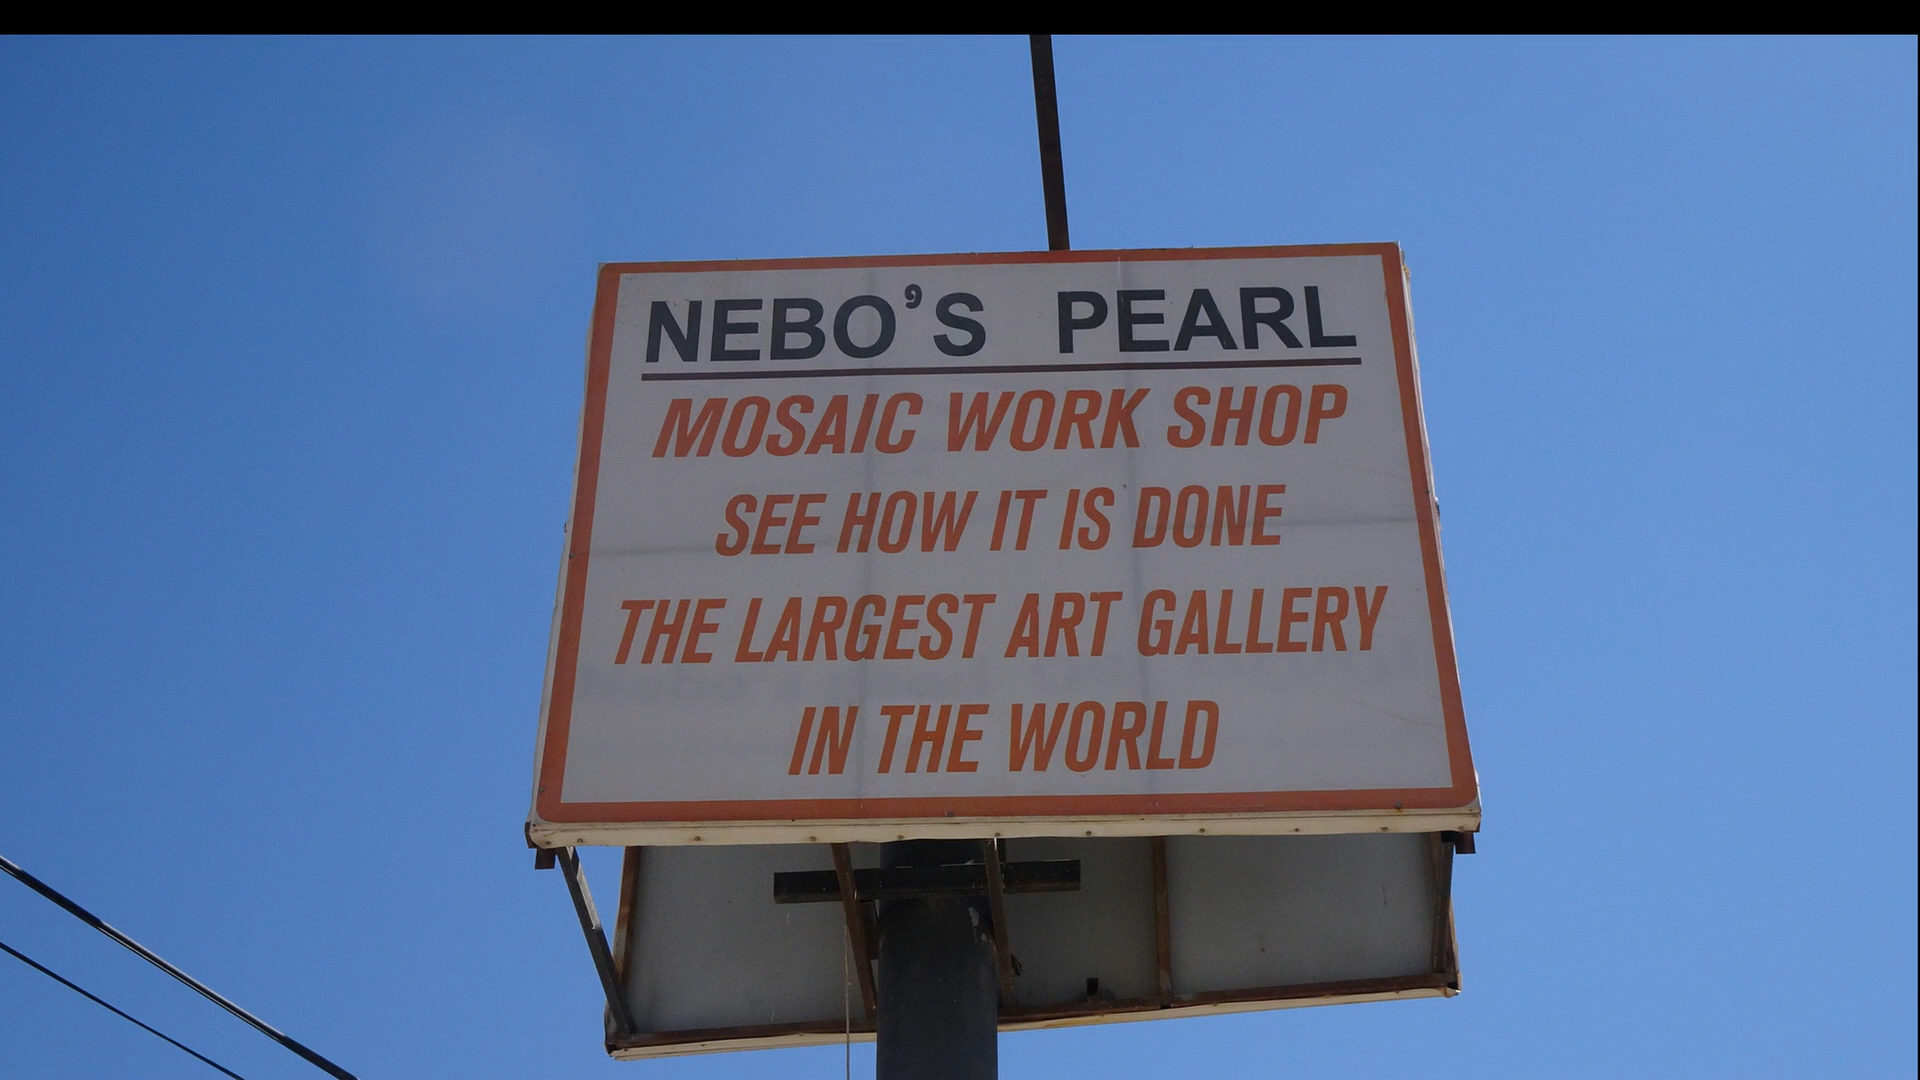 NEBO'S PEARL
MOSAIC WORK SHOP
SEE HOW IT IS DONE
THE LARGEST ART GALLERY
IN THE WORLD